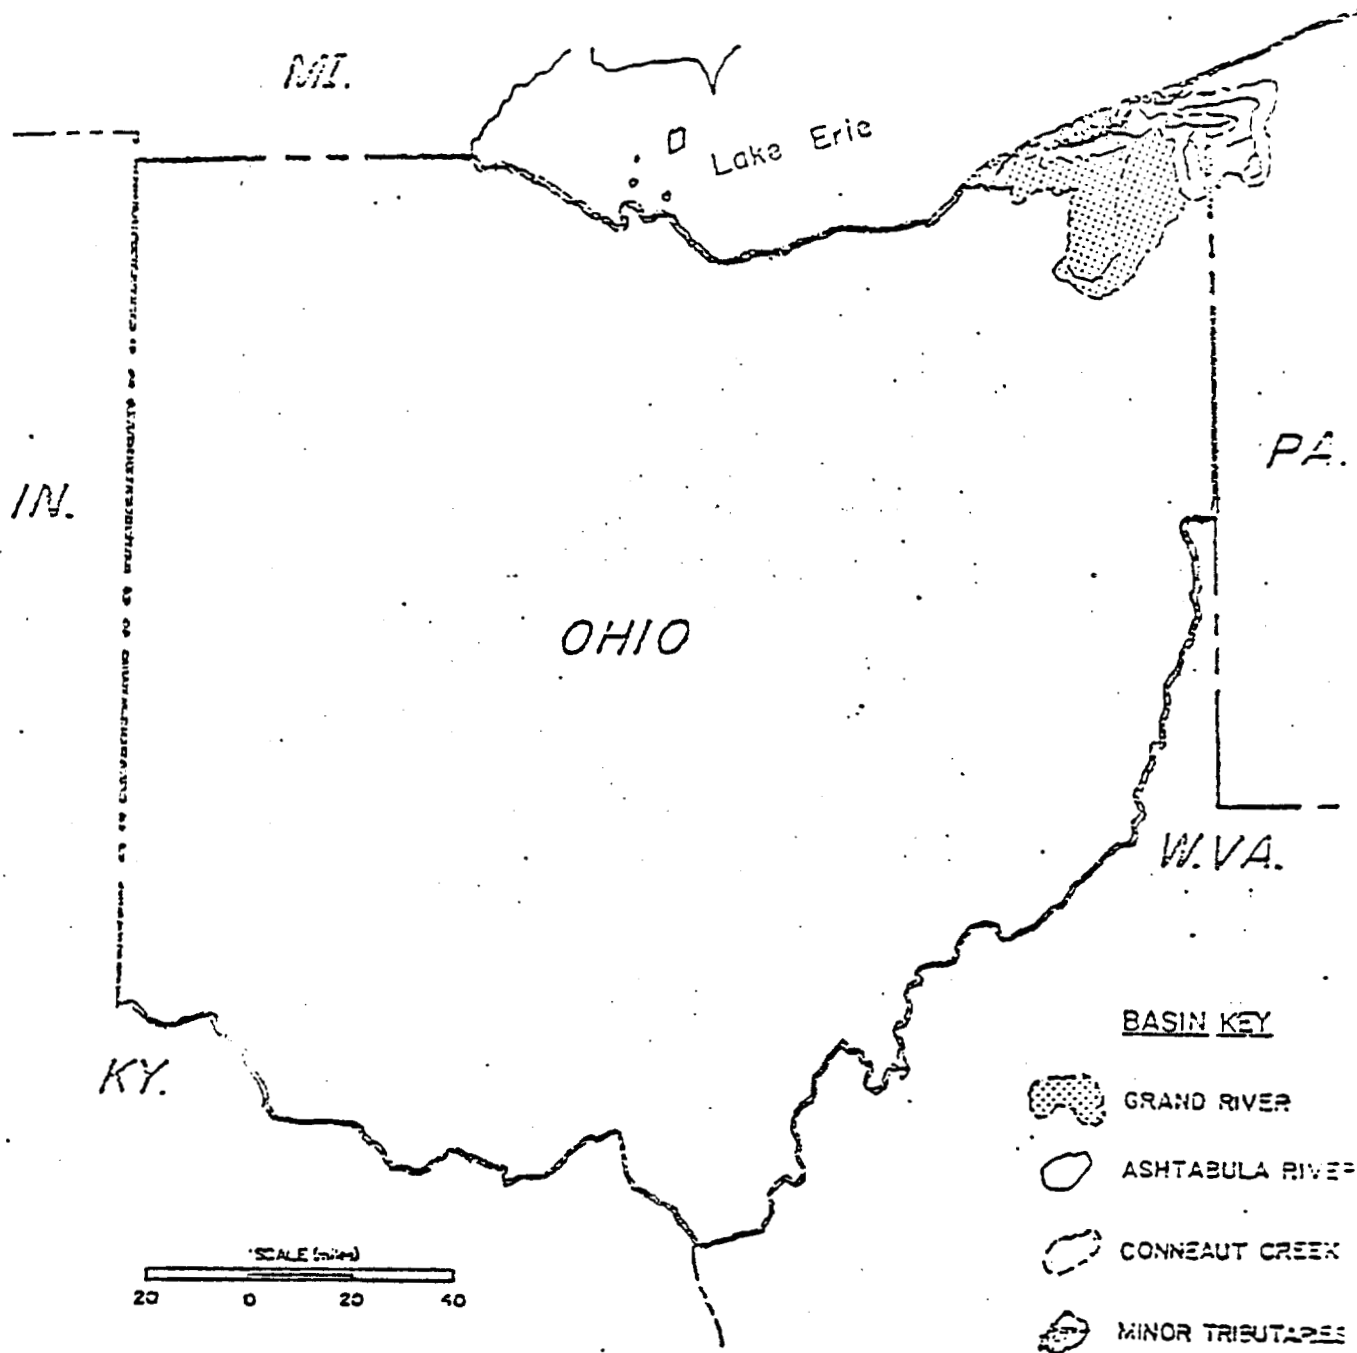 MI.
Lake Erie
PA.
IN.
OHIO
W.VA.
BASIN KEY
KY.
GRAND RIVER
ASHTABULA RIVER
CONNEAUT CREEK
SCALE (miles)
20 0 20 40
MINOR TRIBUTARIES